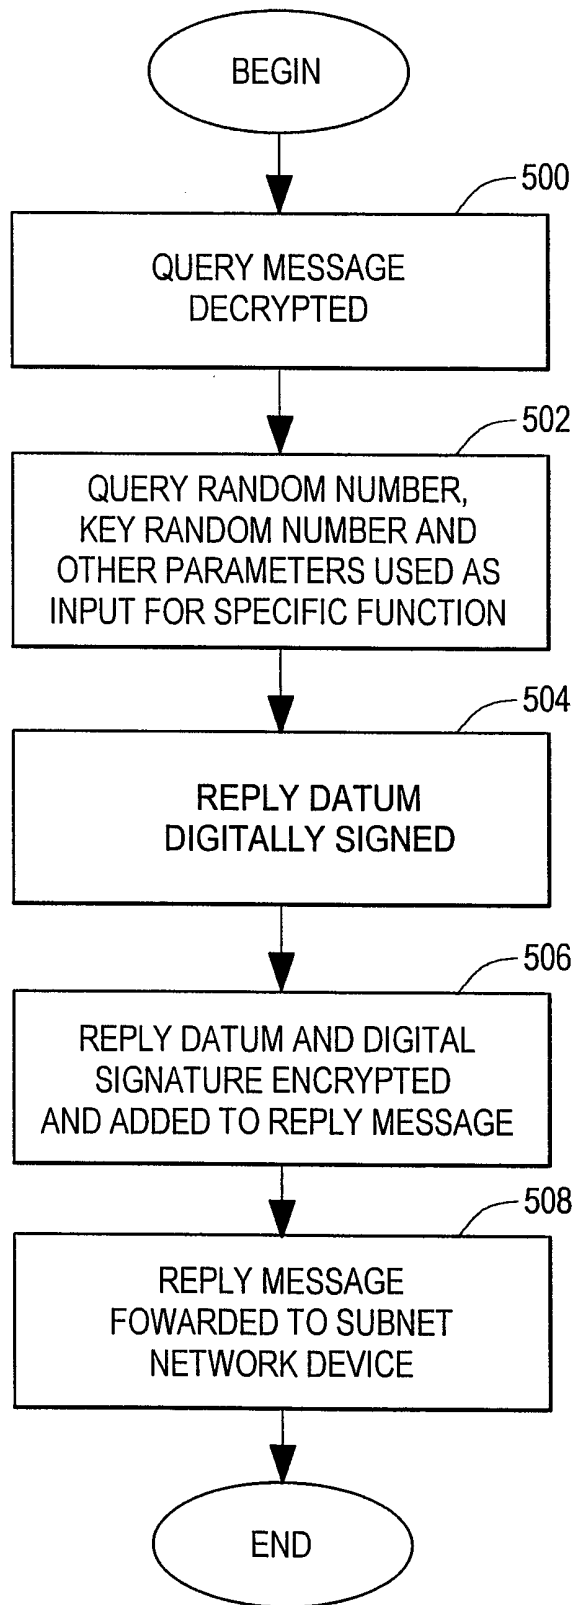 BEGIN
500
QUERY MESSAGE
DECRYPTED
502
QUERY RANDOM NUMBER,
KEY RANDOM NUMBER AND
OTHER PARAMETERS USED AS
INPUT FOR SPECIFIC FUNCTION
504
REPLY DATUM
DIGITALLY SIGNED
506
REPLY DATUM AND DIGITAL
SIGNATURE ENCRYPTED
AND ADDED TO REPLY MESSAGE
508
REPLY MESSAGE
FOWARDED TO SUBNET
NETWORK DEVICE
END